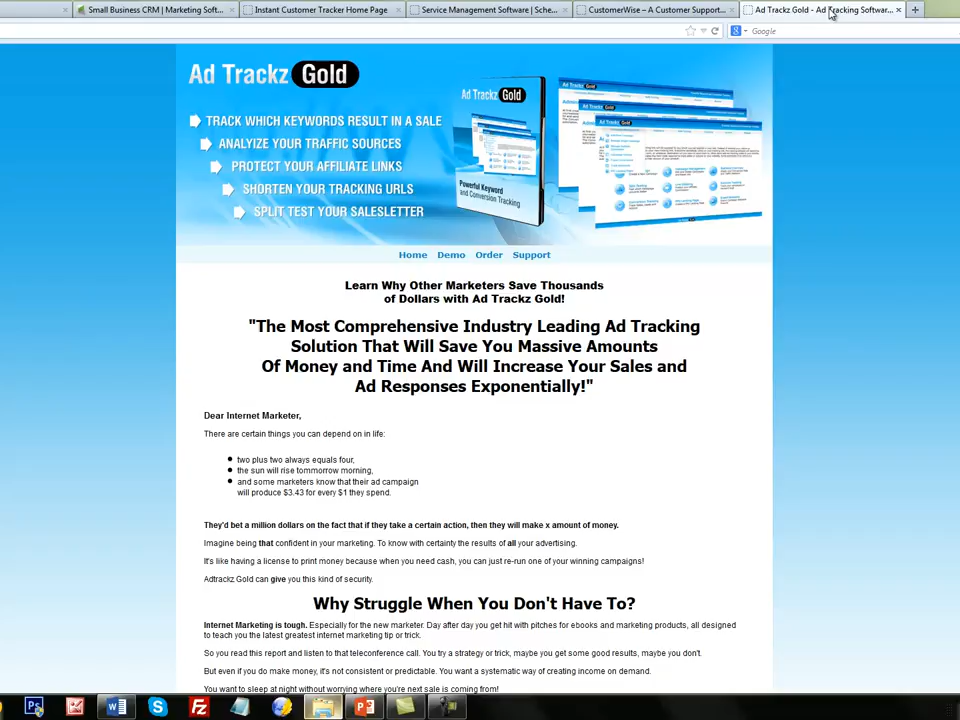 Small Business CRM | Marketing Soft...
Instant Customer Tracker Home Page
Service Management Software | Sche...
CustomerWise – A Customer Support...
Ad Trackz Gold - Ad Tracking Softwar...
Google
Ad Trackz Gold
TRACK WHICH KEYWORDS RESULT IN A SALE
ANALYIZE YOUR TRAFFIC SOURCES
PROTECT YOUR AFFILIATE LINKS
SHORTEN YOUR TRACKING URLS
SPLIT TEST YOUR SALESLETTER
Ad Trackz Gold
Powerful Keyword
and Conversion Tracking
Home Demo Order Support
Learn Why Other Marketers Save Thousands
of Dollars with Ad Trackz Gold!
"The Most Comprehensive Industry Leading Ad Tracking
Solution That Will Save You Massive Amounts
Of Money and Time And Will Increase Your Sales and
Ad Responses Exponentially!"
Dear Internet Marketer,
There are certain things you can depend on in life:
two plus two always equals four,
the sun will rise tommorrow morning,
and some marketers know that their ad campaign
will produce $3.43 for every $1 they spend.
They'd bet a million dollars on the fact that if they take a certain action, then they will make x amount of money.
Imagine being that confident in your marketing. To know with certainty the results of all your advertising.
It's like having a license to print money because when you need cash, you can just re-run one of your winning campaigns!
Adtrackz Gold can give you this kind of security.
Why Struggle When You Don't Have To?
Internet Marketing is tough. Especially for the new marketer. Day after day you get hit with pitches for ebooks and marketing products, all designed
to teach you the latest greatest internet marketing tip or trick.
So you read this report and listen to that teleconference call. You try a strategy or trick, maybe you get some good results, maybe you don't.
But even if you do make money, it's not consistent or predictable. You want a systematic way of creating income on demand.
You want to sleep at night without worrying where you're next sale is coming from!